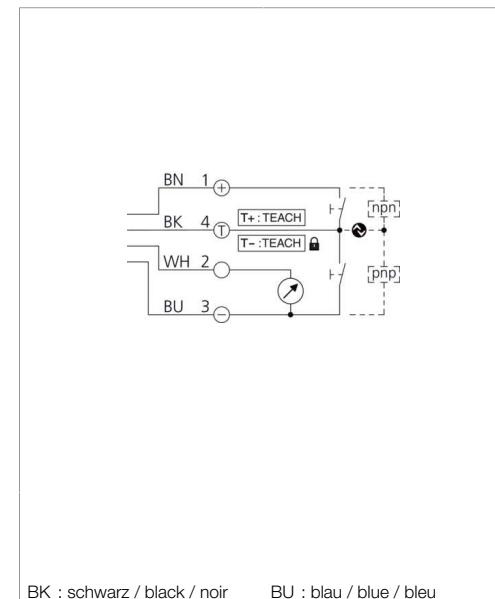 BN 1 +
BK 4 T T+ : TEACH npn
T– : TEACH
WH 2 pnp
BU 3 –
BK : schwarz / black / noir BU : blau / blue / bleu